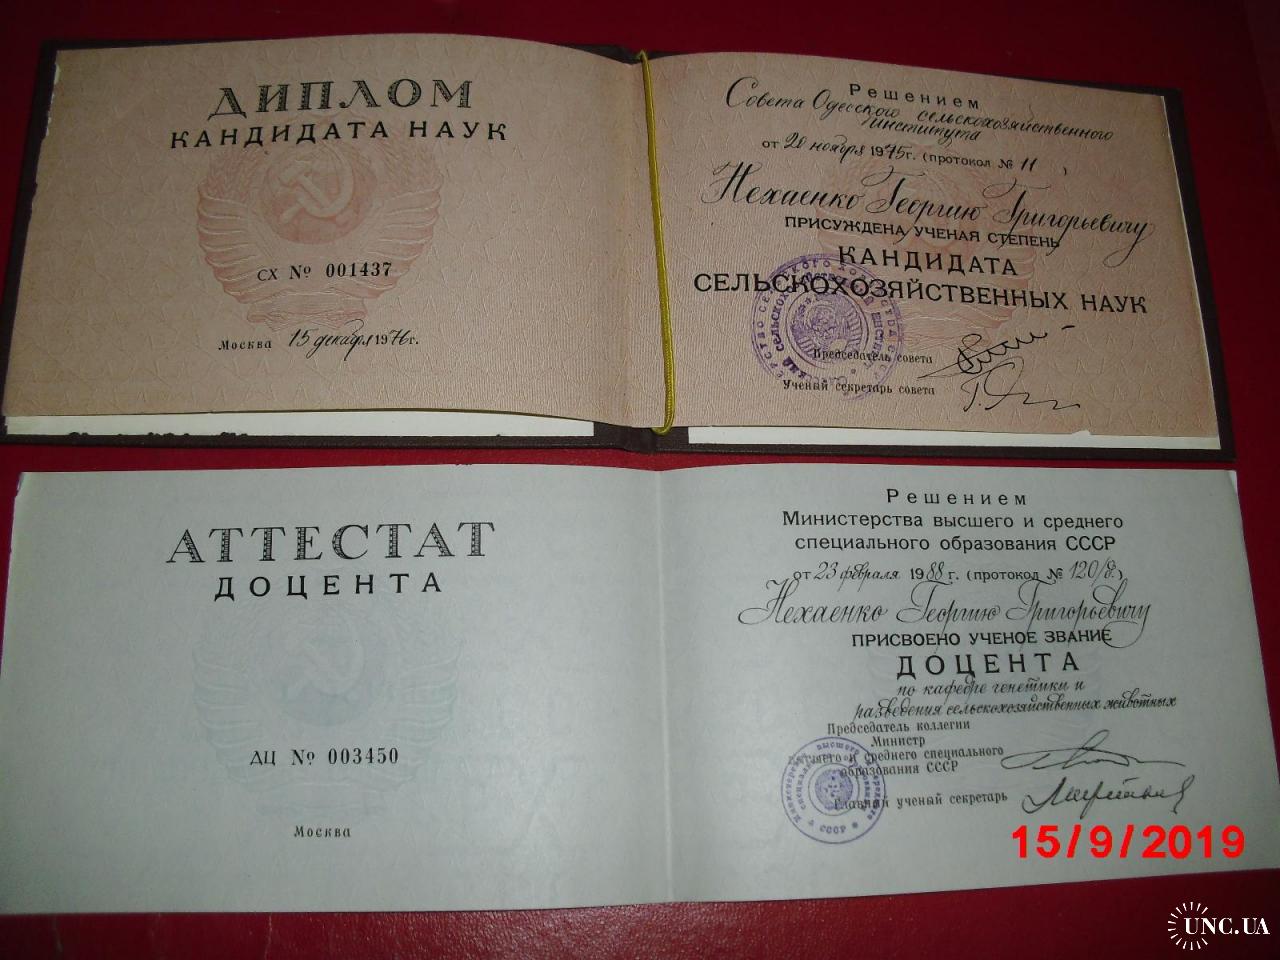 ДИПЛОМ
КАНДИДАТА НАУК
СХ № 001437
Москва 15 декабря 1976г.
Решением
Совета Одесского сельскохозяйственного
института
от 20 ноября 1975г. (протокол № 11 )
Нехаенко Георгию Григорьевичу
ПРИСУЖДЕНА УЧЕНАЯ СТЕПЕНЬ
КАНДИДАТА
СЕЛЬСКОХОЗЯЙСТВЕННЫХ НАУК
Председатель совета
Ученый секретарь совета
АТТЕСТАТ
ДОЦЕНТА
ДЦ № 003450
Москва
Решением
Министерства высшего и среднего
специального образования СССР
от 23 февраля 1988 г. (протокол № 120/д.)
Нехаенко Георгию Григорьевичу
ПРИСВОЕНО УЧЕНОЕ ЗВАНИЕ
ДОЦЕНТА
по кафедре генетики и
разведения сельскохозяйственных животных
Председатель коллегии
Министр
высшего и среднего специального
образования СССР
Главный ученый секретарь
15/9/2019
UNC.UA